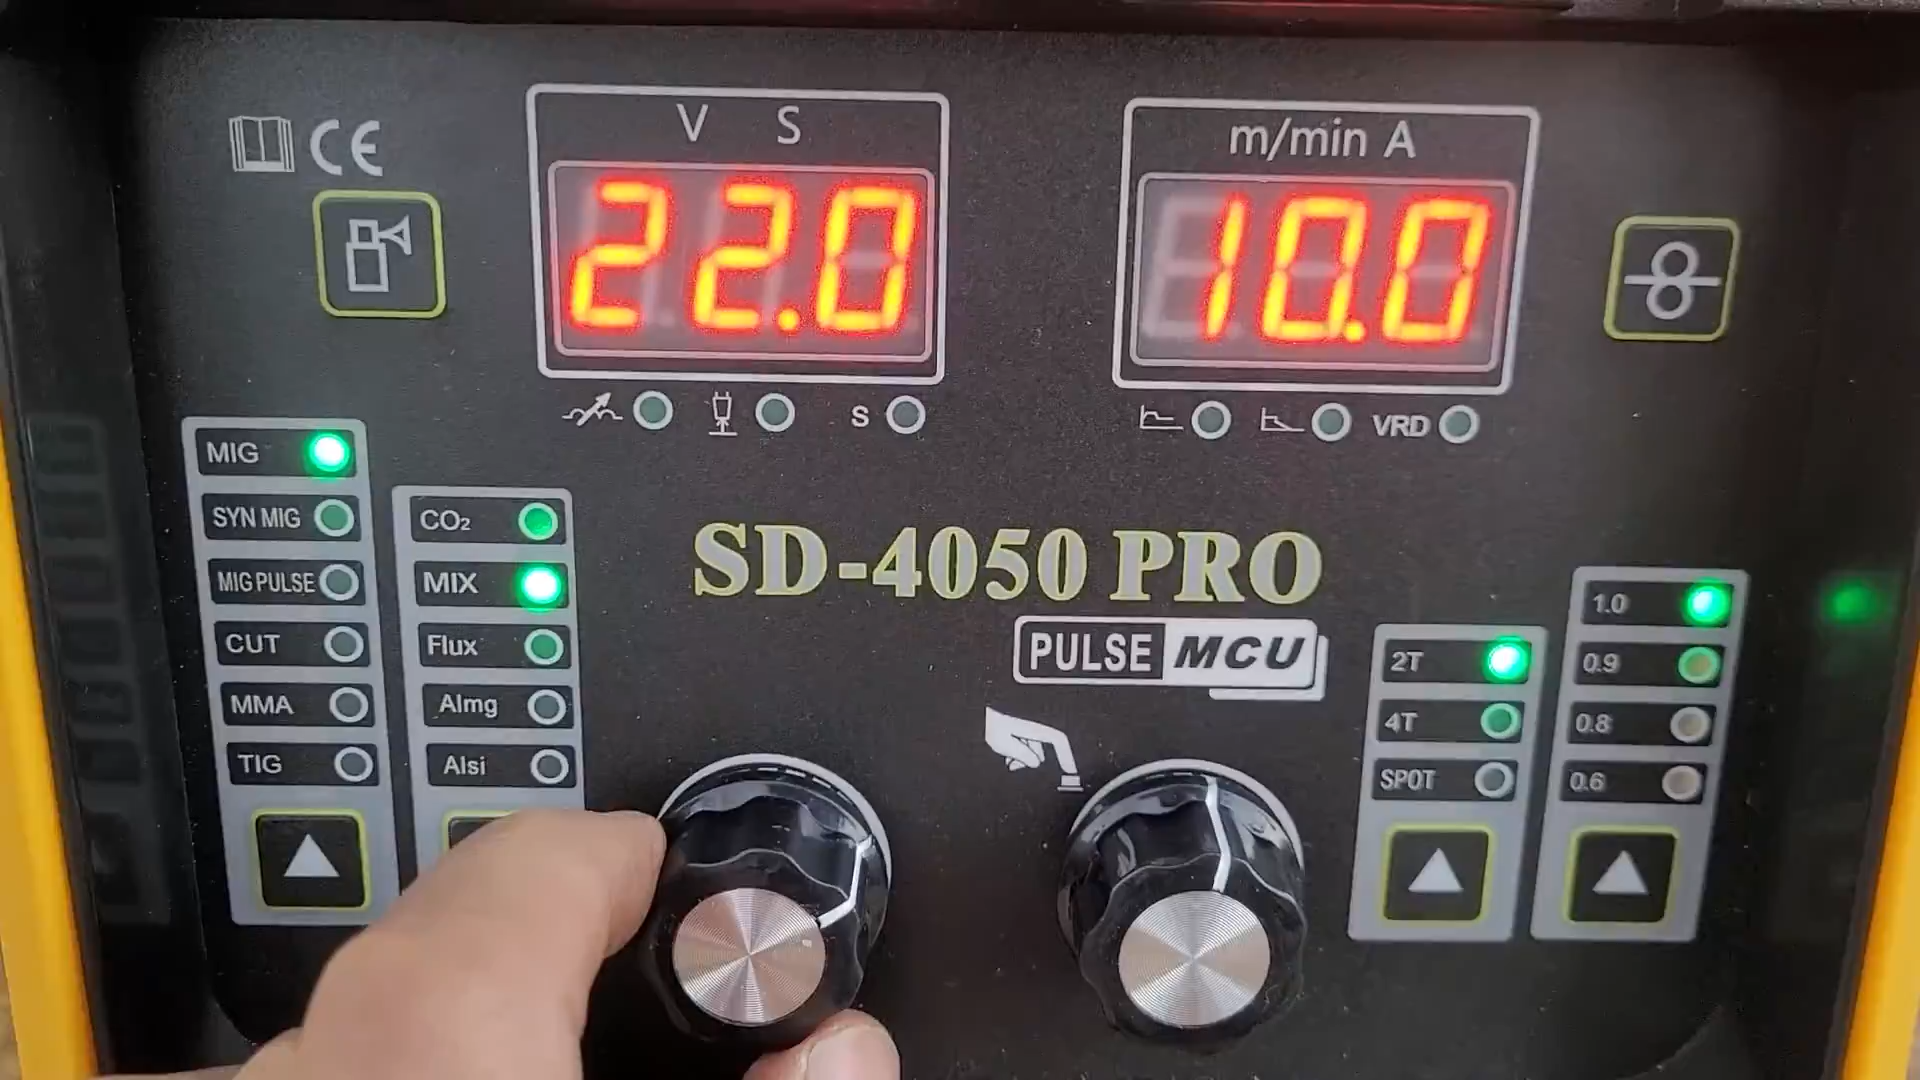 CE
V S
22.0
m/min A
10.0
S
VRD
MIG
SYN MIG
MIG PULSE
CUT
MMA
TIG
CO₂
MIX
Flux
Almg
Alsi
SD-4050 PRO
PULSE MCU
2T
4T
SPOT
1.0
0.9
0.8
0.6